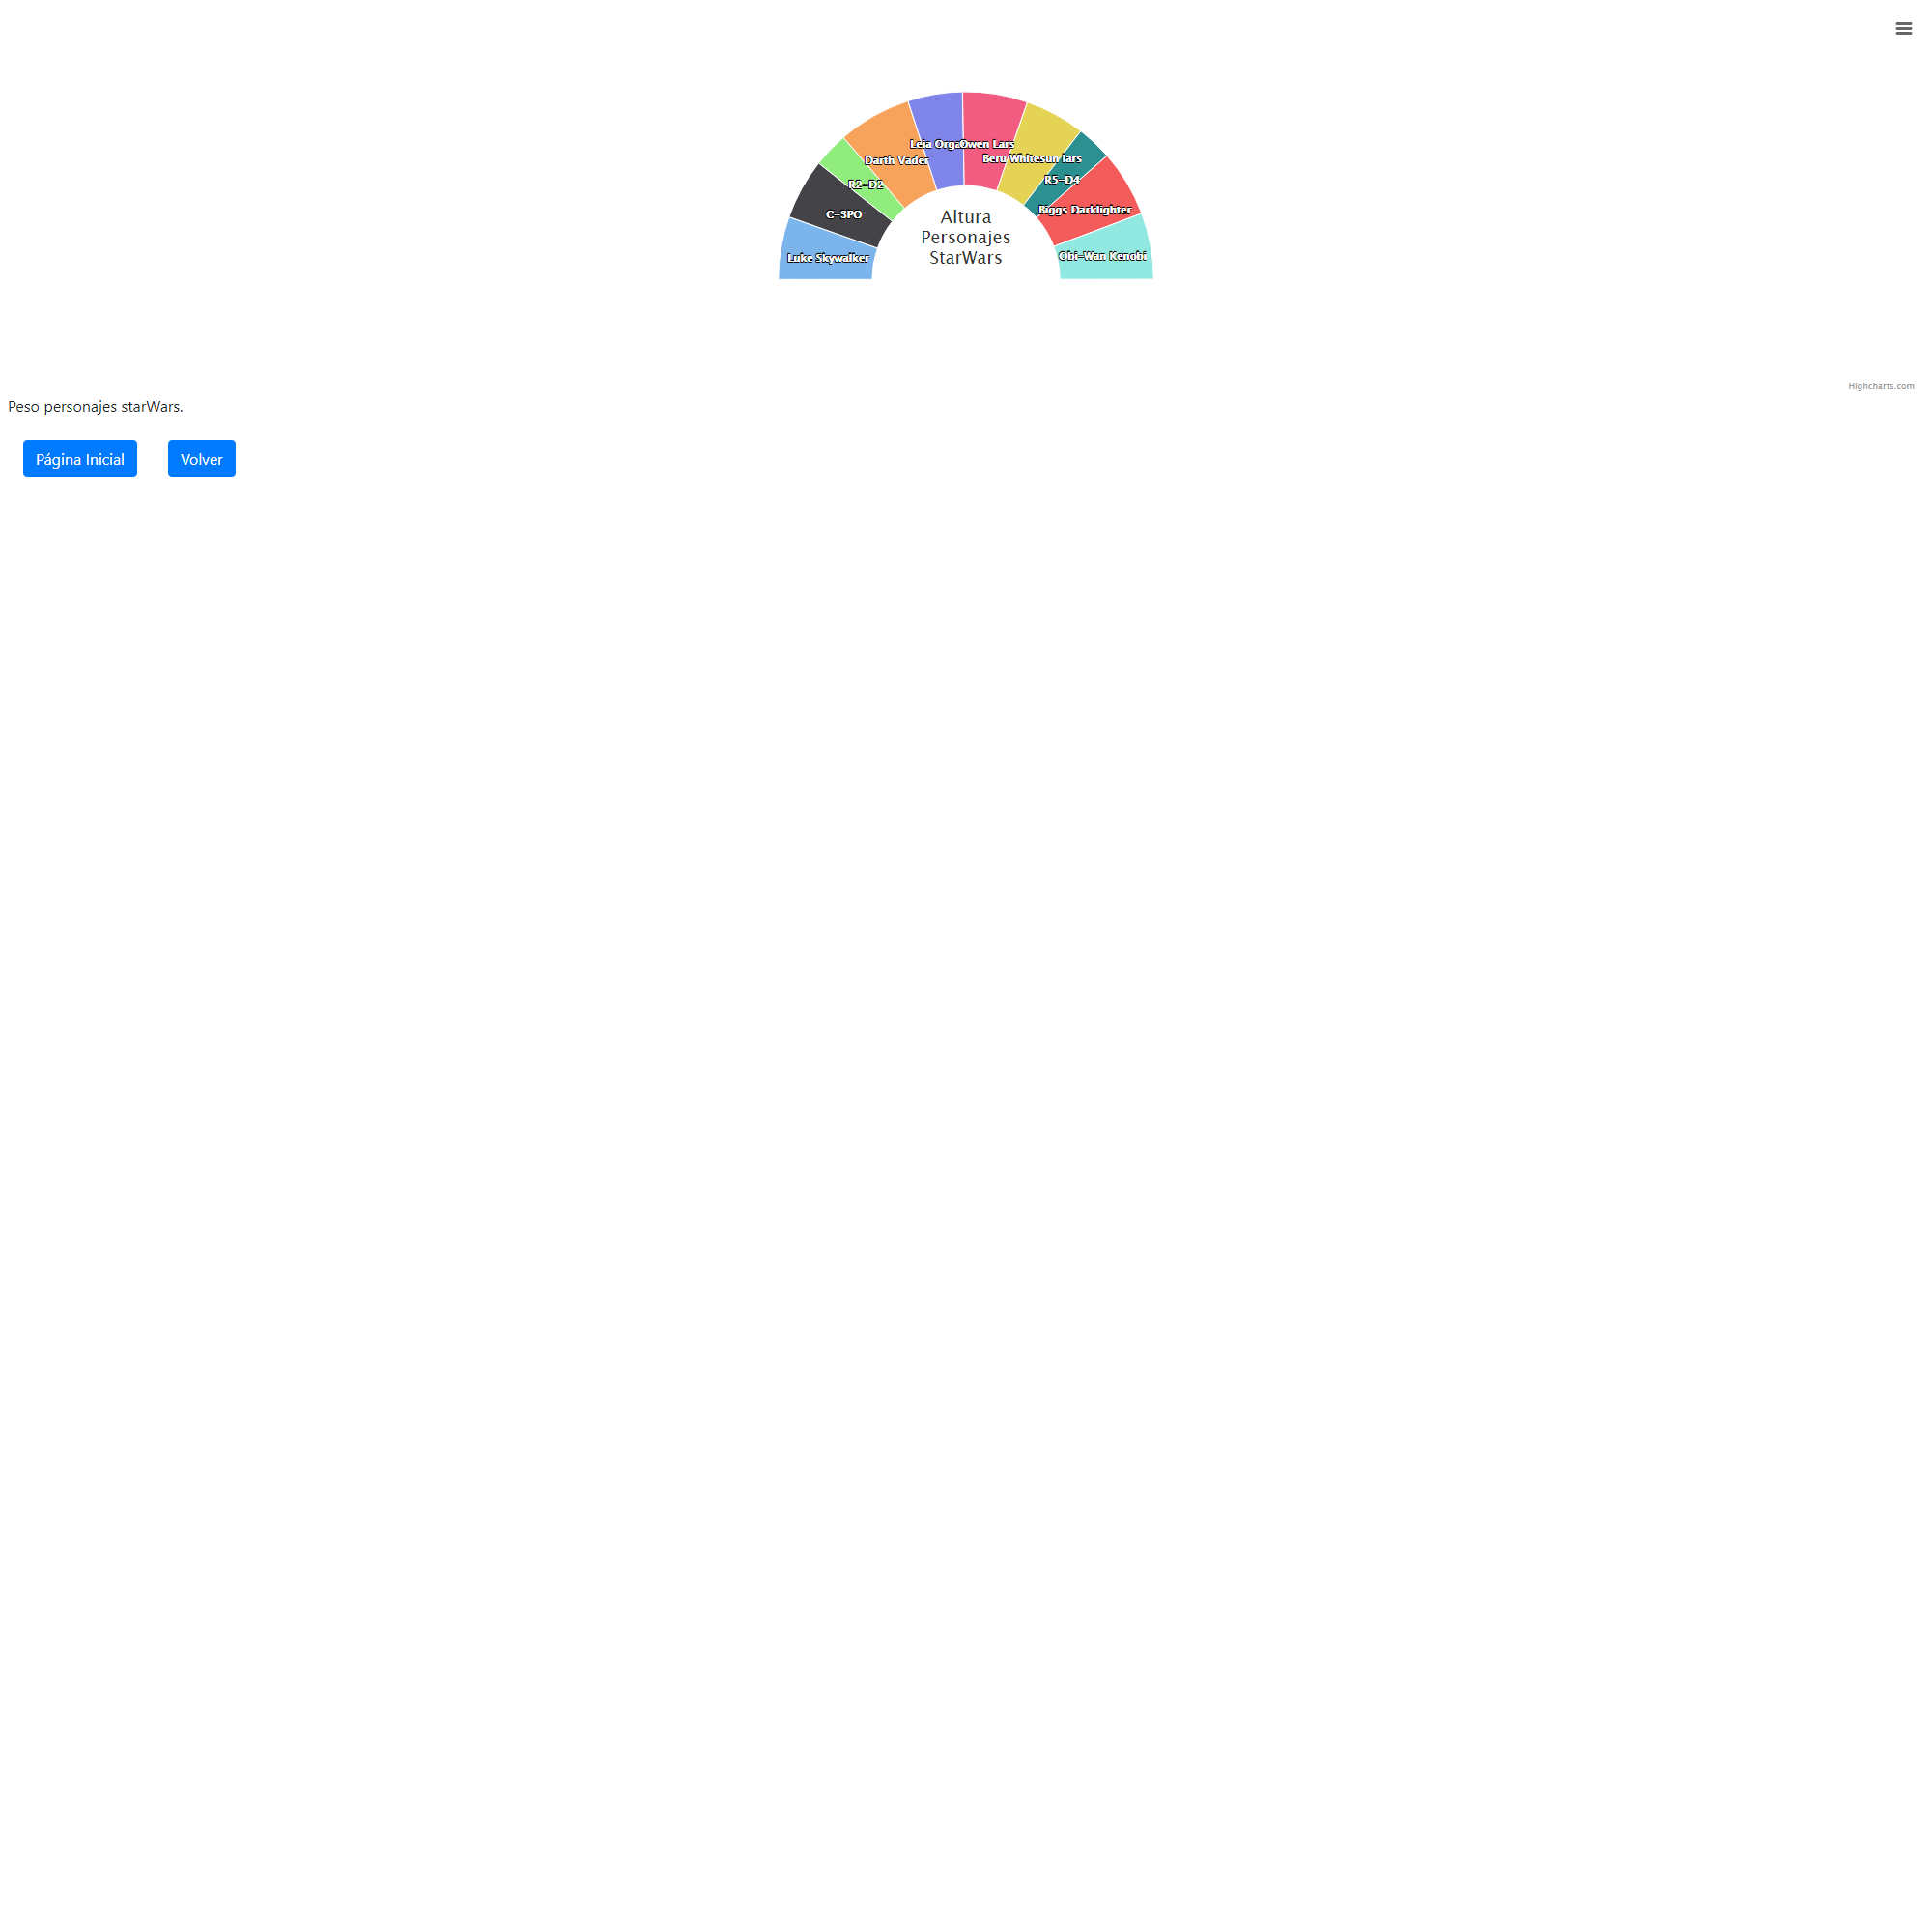 Leia Orga
Owen Lars
Darth Vader
Beru Whitesun lars
R2-D2
R5-D4
C-3PO
Biggs Darklighter
Luke Skywalker
Obi-Wan Kenobi
Altura
Personajes
StarWars
Highcharts.com
Peso personajes starWars.
Página Inicial
Volver